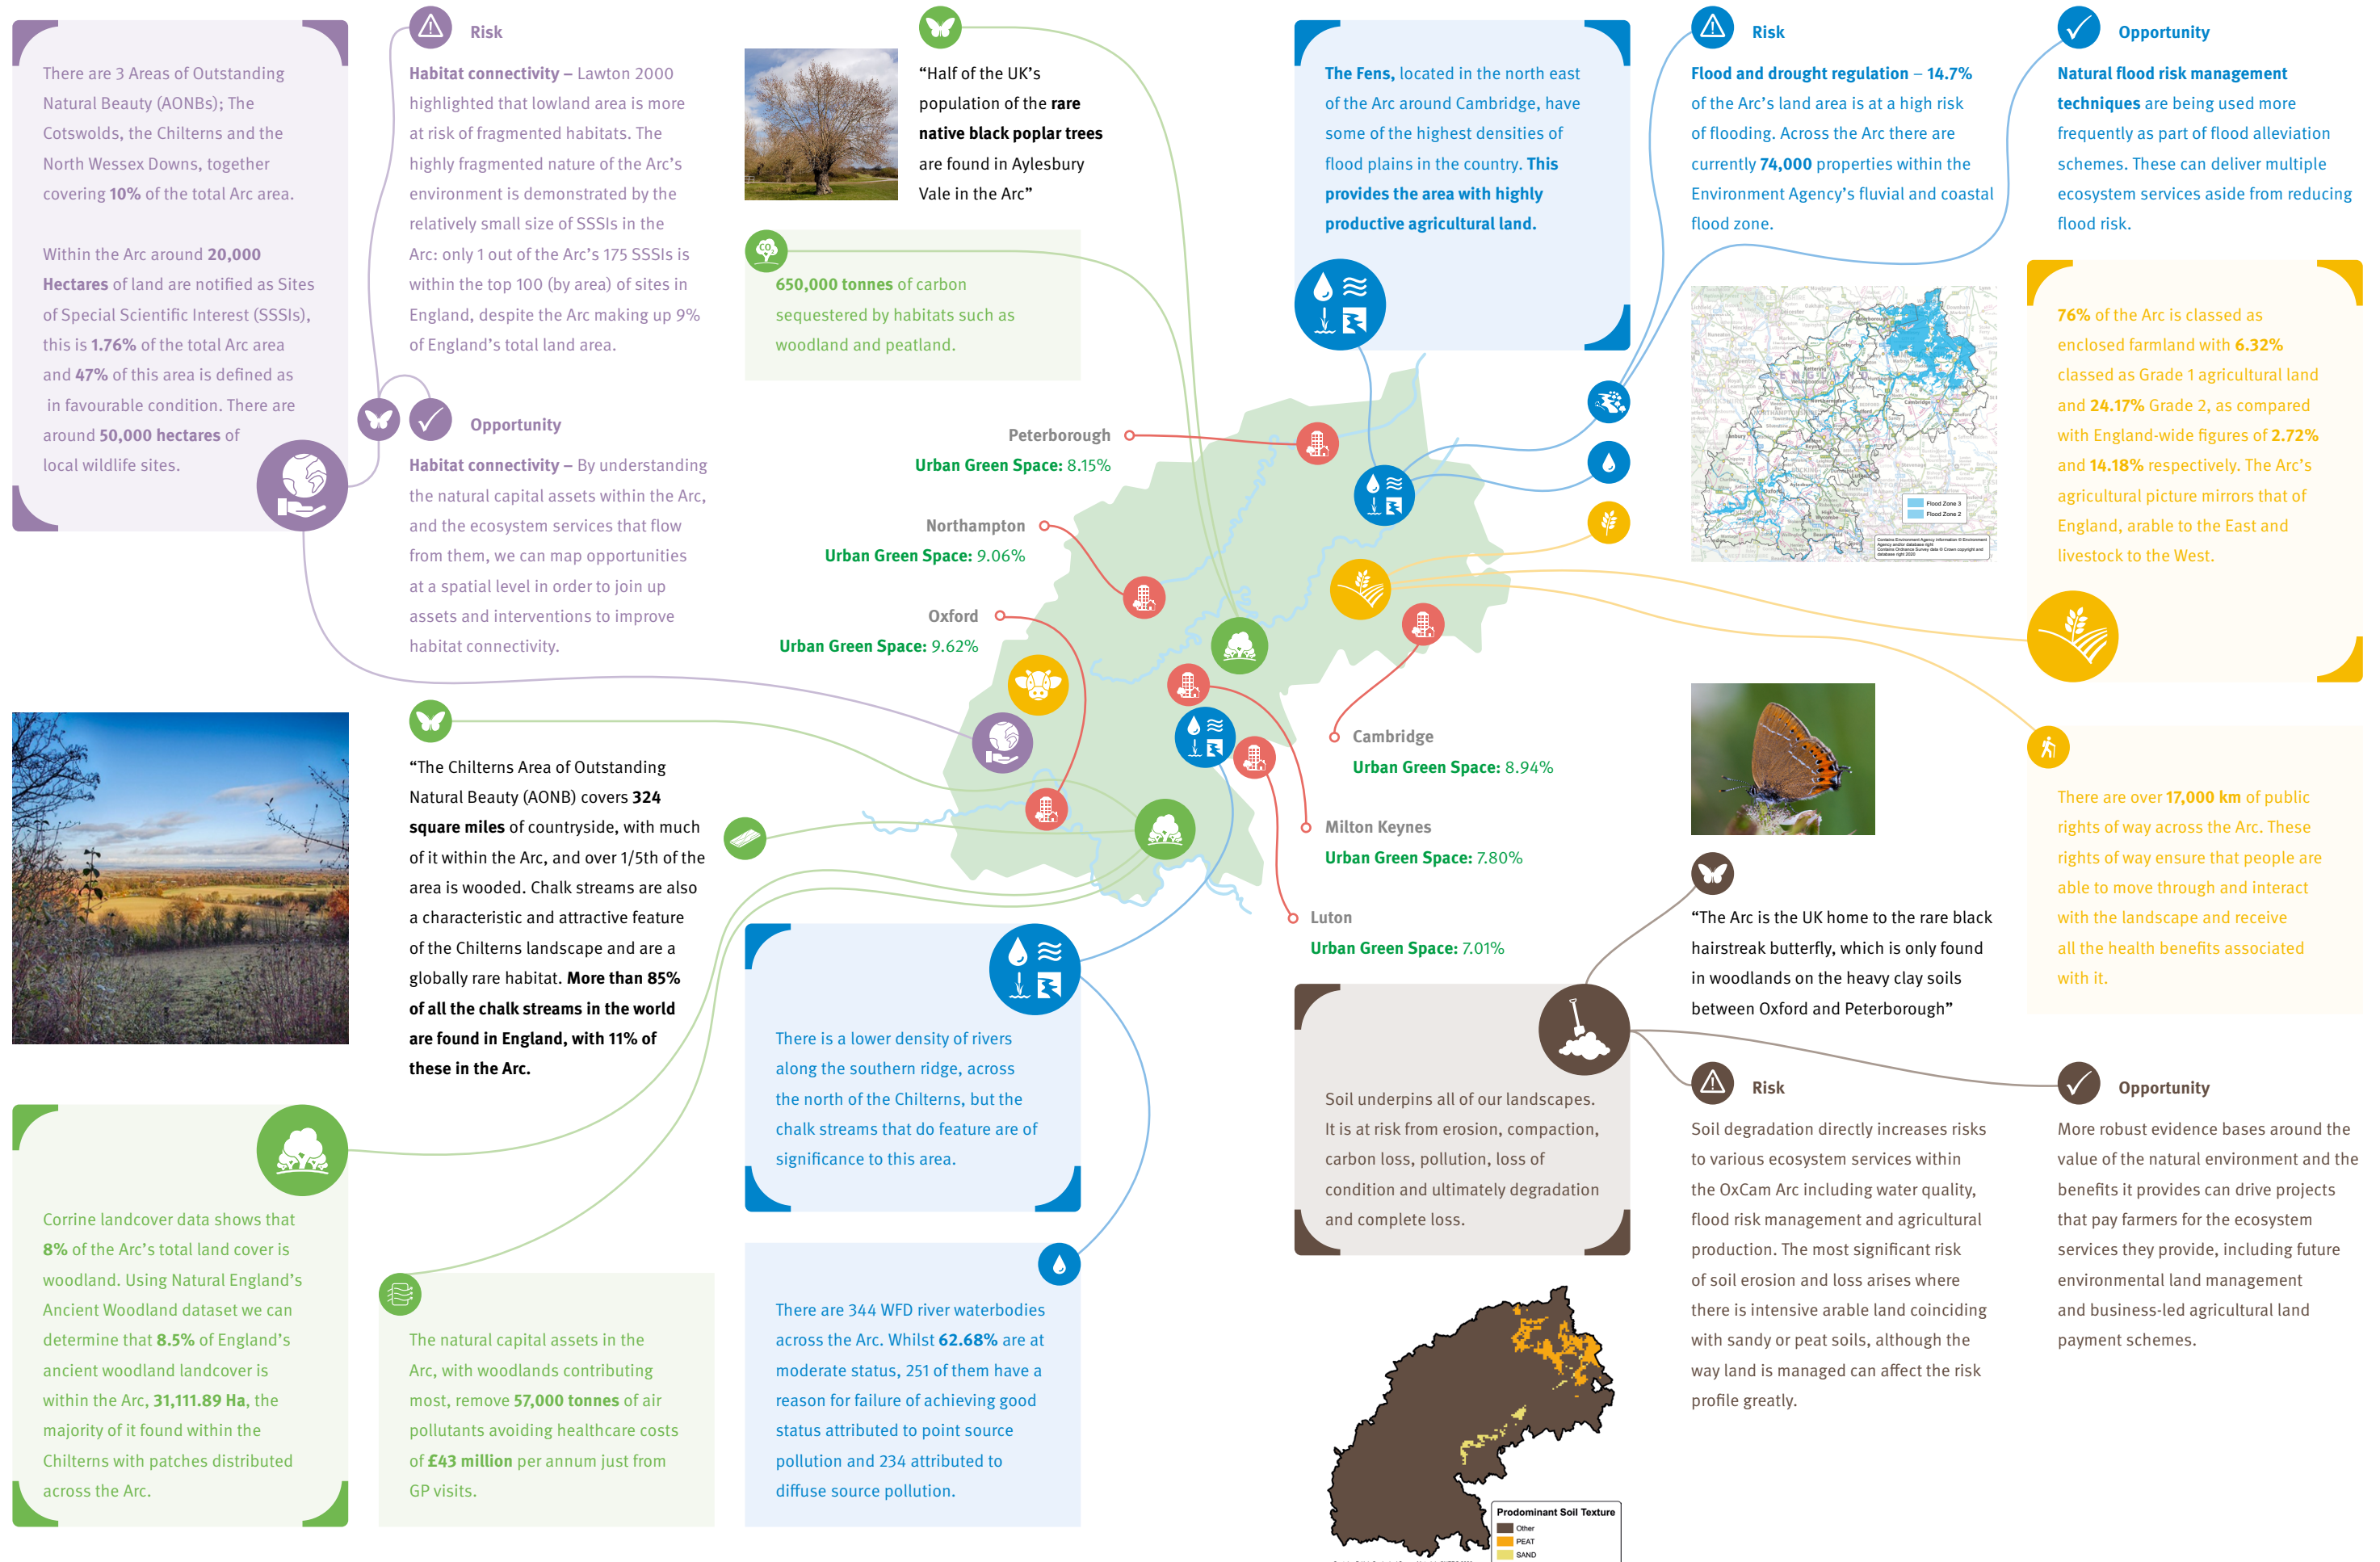 There are 3 Areas of Outstanding
Natural Beauty (AONBs); The
Cotswolds, the Chilterns and the
North Wessex Downs, together
covering 10% of the total Arc area.
Within the Arc around 20,000
Hectares of land are notified as Sites
of Special Scientific Interest (SSSIs),
this is 1.76% of the total Arc area
and 47% of this area is defined as
in favourable condition. There are
around 50,000 hectares of
local wildlife sites.
Risk
Habitat connectivity – Lawton 2000
highlighted that lowland area is more
at risk of fragmented habitats. The
highly fragmented nature of the Arc's
environment is demonstrated by the
relatively small size of SSSIs in the
Arc: only 1 out of the Arc's 175 SSSIs is
within the top 100 (by area) of sites in
England, despite the Arc making up 9%
of England's total land area.
Opportunity
Habitat connectivity – By understanding
the natural capital assets within the Arc,
and the ecosystem services that flow
from them, we can map opportunities
at a spatial level in order to join up
assets and interventions to improve
habitat connectivity.
“Half of the UK's
population of the rare
native black poplar trees
are found in Aylesbury
Vale in the Arc”
CO2
650,000 tonnes of carbon
sequestered by habitats such as
woodland and peatland.
The Fens, located in the north east
of the Arc around Cambridge, have
some of the highest densities of
flood plains in the country. This
provides the area with highly
productive agricultural land.
Risk
Flood and drought regulation – 14.7%
of the Arc's land area is at a high risk
of flooding. Across the Arc there are
currently 74,000 properties within the
Environment Agency's fluvial and coastal
flood zone.
Opportunity
Natural flood risk management
techniques are being used more
frequently as part of flood alleviation
schemes. These can deliver multiple
ecosystem services aside from reducing
flood risk.
ENGLAND
Flood Zone 3
Flood Zone 2
Contains Environment Agency information © Environment
Agency and/or database right
Contains Ordnance Survey data © Crown copyright and
database right 2020
76% of the Arc is classed as
enclosed farmland with 6.32%
classed as Grade 1 agricultural land
and 24.17% Grade 2, as compared
with England-wide figures of 2.72%
and 14.18% respectively. The Arc's
agricultural picture mirrors that of
England, arable to the East and
livestock to the West.
Peterborough
Urban Green Space: 8.15%
Northampton
Urban Green Space: 9.06%
Oxford
Urban Green Space: 9.62%
Cambridge
Urban Green Space: 8.94%
Milton Keynes
Urban Green Space: 7.80%
Luton
Urban Green Space: 7.01%
“The Chilterns Area of Outstanding
Natural Beauty (AONB) covers 324
square miles of countryside, with much
of it within the Arc, and over 1/5th of the
area is wooded. Chalk streams are also
a characteristic and attractive feature
of the Chilterns landscape and are a
globally rare habitat. More than 85%
of all the chalk streams in the world
are found in England, with 11% of
these in the Arc.
There are over 17,000 km of public
rights of way across the Arc. These
rights of way ensure that people are
able to move through and interact
with the landscape and receive
all the health benefits associated
with it.
“The Arc is the UK home to the rare black
hairstreak butterfly, which is only found
in woodlands on the heavy clay soils
between Oxford and Peterborough”
There is a lower density of rivers
along the southern ridge, across
the north of the Chilterns, but the
chalk streams that do feature are of
significance to this area.
Soil underpins all of our landscapes.
It is at risk from erosion, compaction,
carbon loss, pollution, loss of
condition and ultimately degradation
and complete loss.
Risk
Soil degradation directly increases risks
to various ecosystem services within
the OxCam Arc including water quality,
flood risk management and agricultural
production. The most significant risk
of soil erosion and loss arises where
there is intensive arable land coinciding
with sandy or peat soils, although the
way land is managed can affect the risk
profile greatly.
Opportunity
More robust evidence bases around the
value of the natural environment and the
benefits it provides can drive projects
that pay farmers for the ecosystem
services they provide, including future
environmental land management
and business-led agricultural land
payment schemes.
Corrine landcover data shows that
8% of the Arc's total land cover is
woodland. Using Natural England's
Ancient Woodland dataset we can
determine that 8.5% of England's
ancient woodland landcover is
within the Arc, 31,111.89 Ha, the
majority of it found within the
Chilterns with patches distributed
across the Arc.
The natural capital assets in the
Arc, with woodlands contributing
most, remove 57,000 tonnes of air
pollutants avoiding healthcare costs
of £43 million per annum just from
GP visits.
There are 344 WFD river waterbodies
across the Arc. Whilst 62.68% are at
moderate status, 251 of them have a
reason for failure of achieving good
status attributed to point source
pollution and 234 attributed to
diffuse source pollution.
Predominant Soil Texture
Other
PEAT
SAND